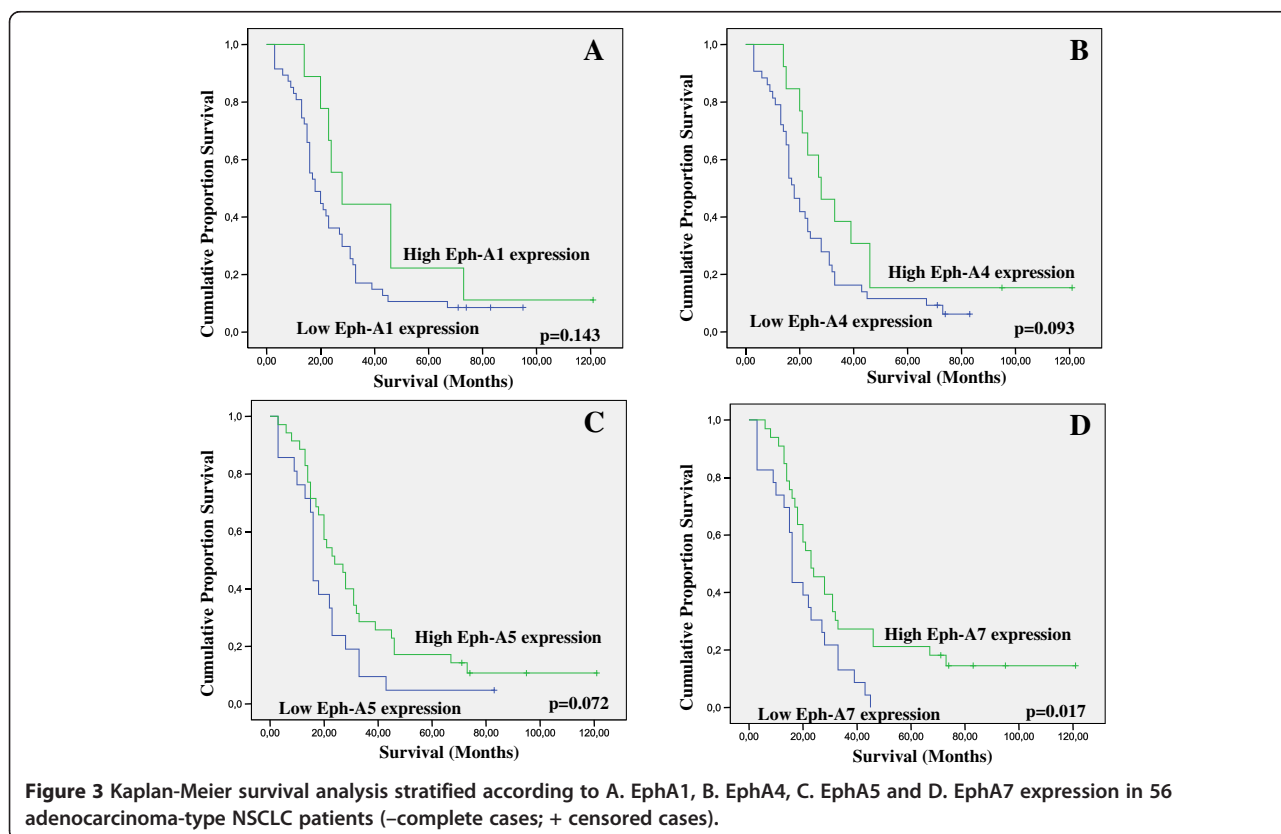 A
Cumulative Proportion Survival
1,0
0,8
0,6
0,4
0,2
0,0
High Eph-A1 expression
Low Eph-A1 expression
p=0.143
0,00 20,00 40,00 60,00 80,00 100,00 120,00
Survival (Months)
B
Cumulative Proportion Survival
1,0
0,8
0,6
0,4
0,2
0,0
High Eph-A4 expression
Low Eph-A4 expression
p=0.093
0,00 20,00 40,00 60,00 80,00 100,00 120,00
Survival (Months)
C
Cumulative Proportion Survival
1,0
0,8
0,6
0,4
0,2
0,0
High Eph-A5 expression
Low Eph-A5 expression
p=0.072
0,00 20,00 40,00 60,00 80,00 100,00 120,00
Survival (Months)
D
Cumulative Proportion Survival
1,0
0,8
0,6
0,4
0,2
0,0
High Eph-A7 expression
Low Eph-A7 expression
p=0.017
0,00 20,00 40,00 60,00 80,00 100,00 120,00
Survival (Months)
Figure 3 Kaplan-Meier survival analysis stratified according to A. EphA1, B. EphA4, C. EphA5 and D. EphA7 expression in 56
adenocarcinoma-type NSCLC patients (–complete cases; + censored cases).